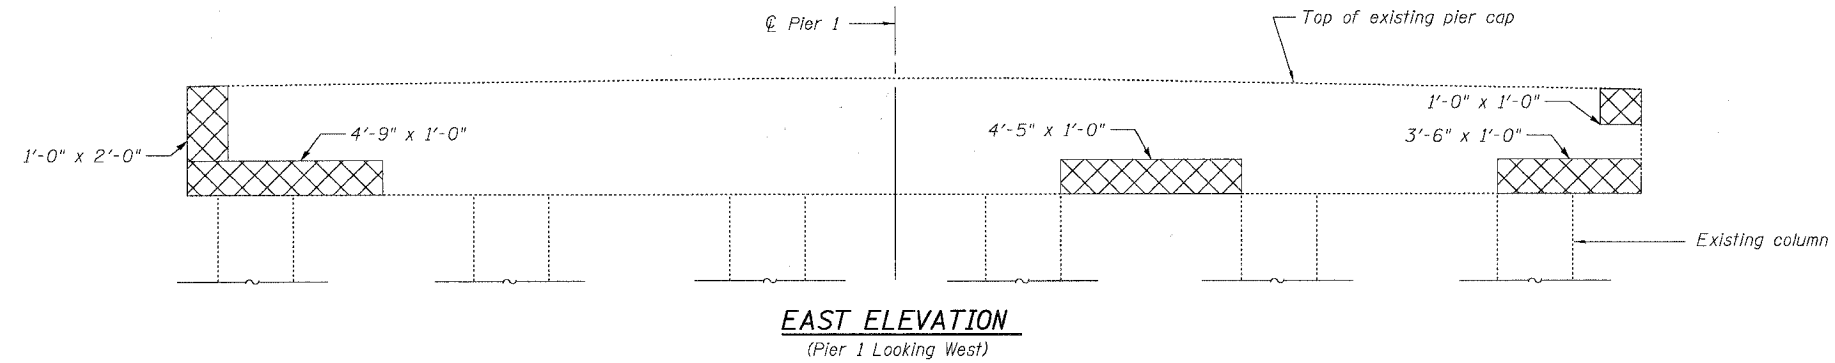 ℄ Pier 1
Top of existing pier cap
1'-0" x 1'-0"
4'-9" x 1'-0"
4'-5" x 1'-0"
3'-6" x 1'-0"
1'-0" x 2'-0"
Existing column
EAST ELEVATION
(Pier 1 Looking West)